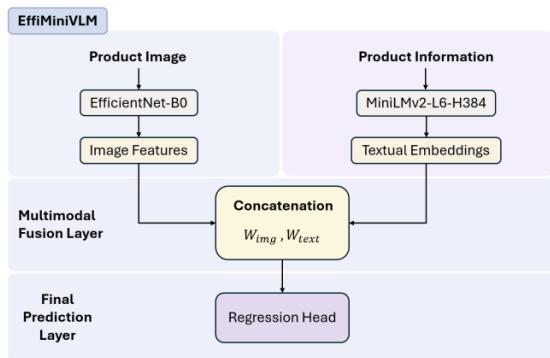 EffiMiniVLM
Product Image
Product Information
EfficientNet-B0
MiniLMv2-L6-H384
Image Features
Textual Embeddings
Multimodal
Fusion Layer
Concatenation
W_img , W_text
Final
Prediction
Layer
Regression Head